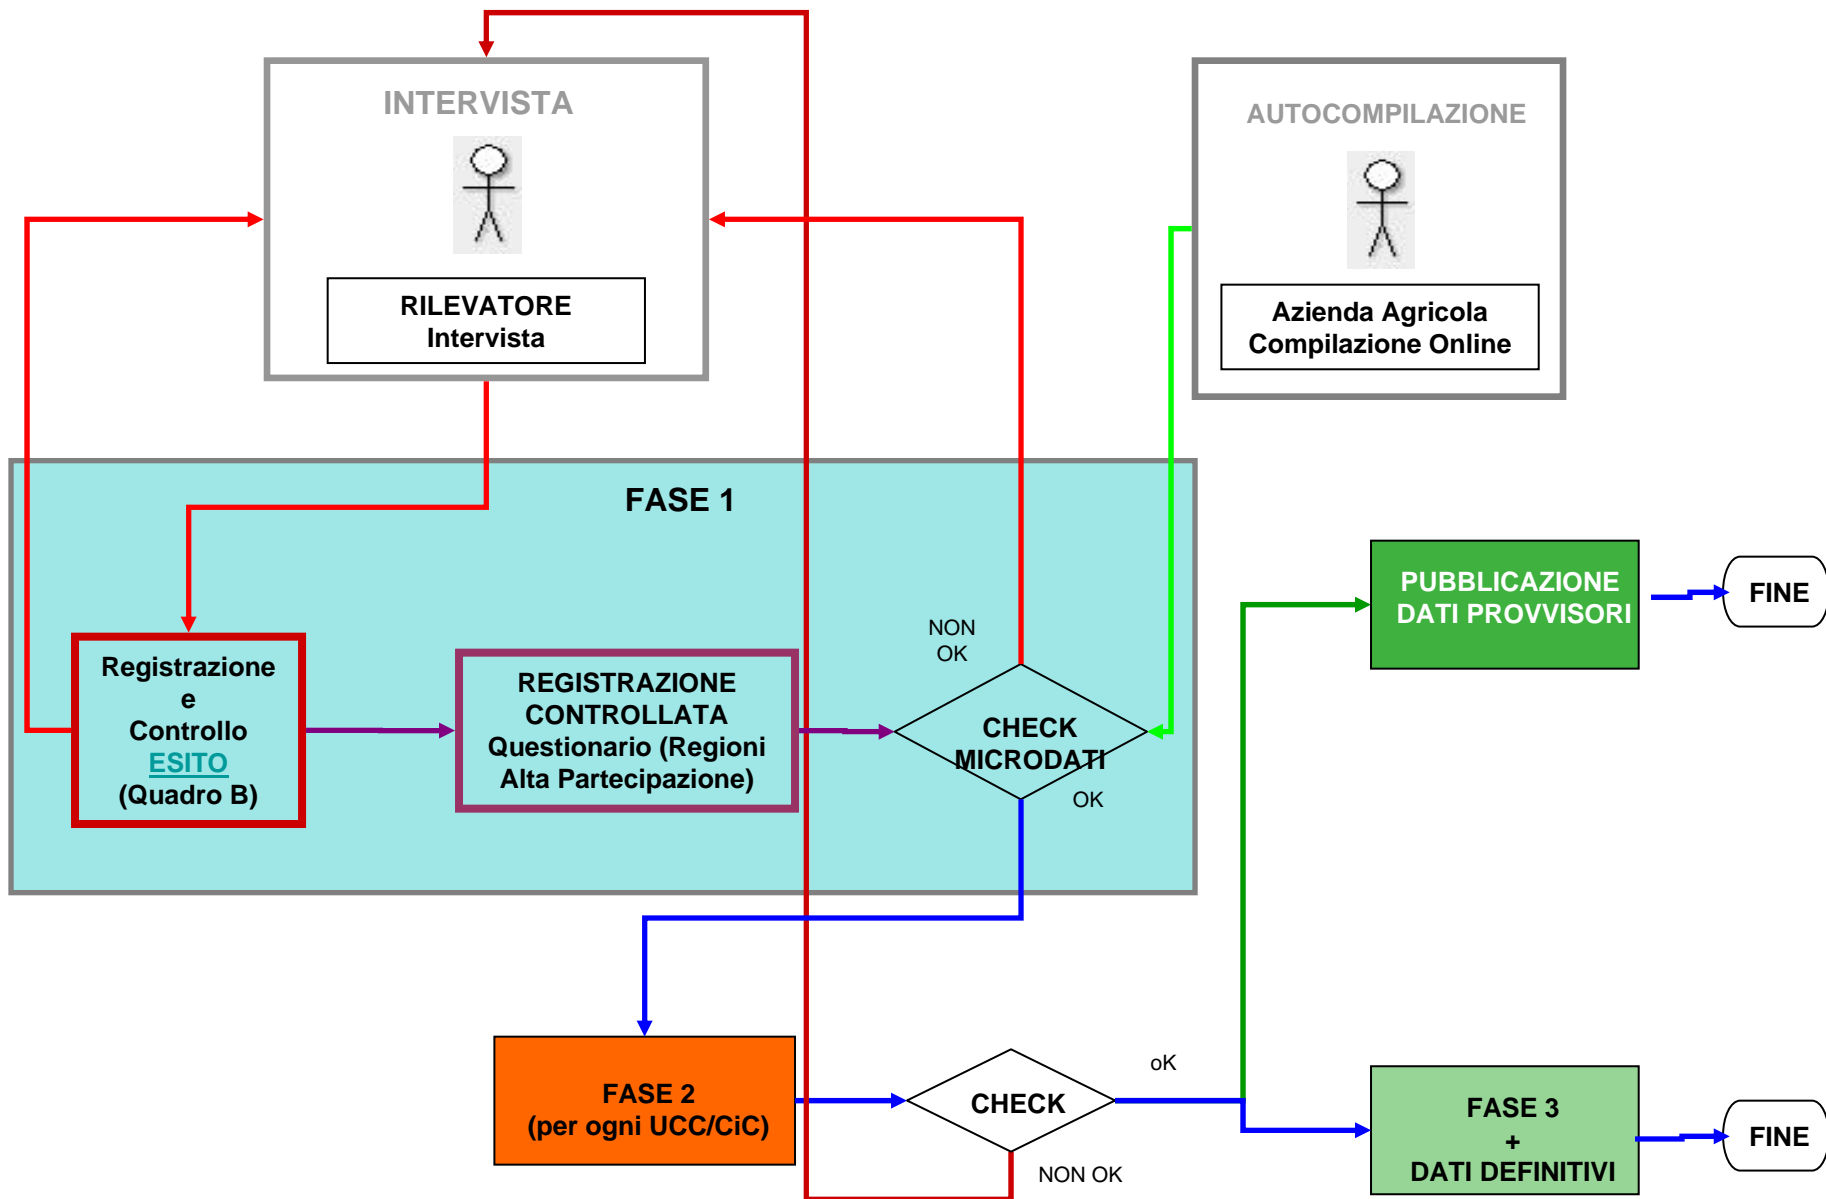 INTERVISTA
RILEVATORE
Intervista
AUTOCOMPILAZIONE
Azienda Agricola
Compilazione Online
FASE 1
Registrazione
e
Controllo
ESITO
(Quadro B)
REGISTRAZIONE
CONTROLLATA
Questionario (Regioni
Alta Partecipazione)
NON
OK
CHECK
MICRODATI
OK
PUBBLICAZIONE
DATI PROVVISORI
FINE
FASE 2
(per ogni UCC/CiC)
CHECK
oK
NON OK
FASE 3
+
DATI DEFINITIVI
FINE